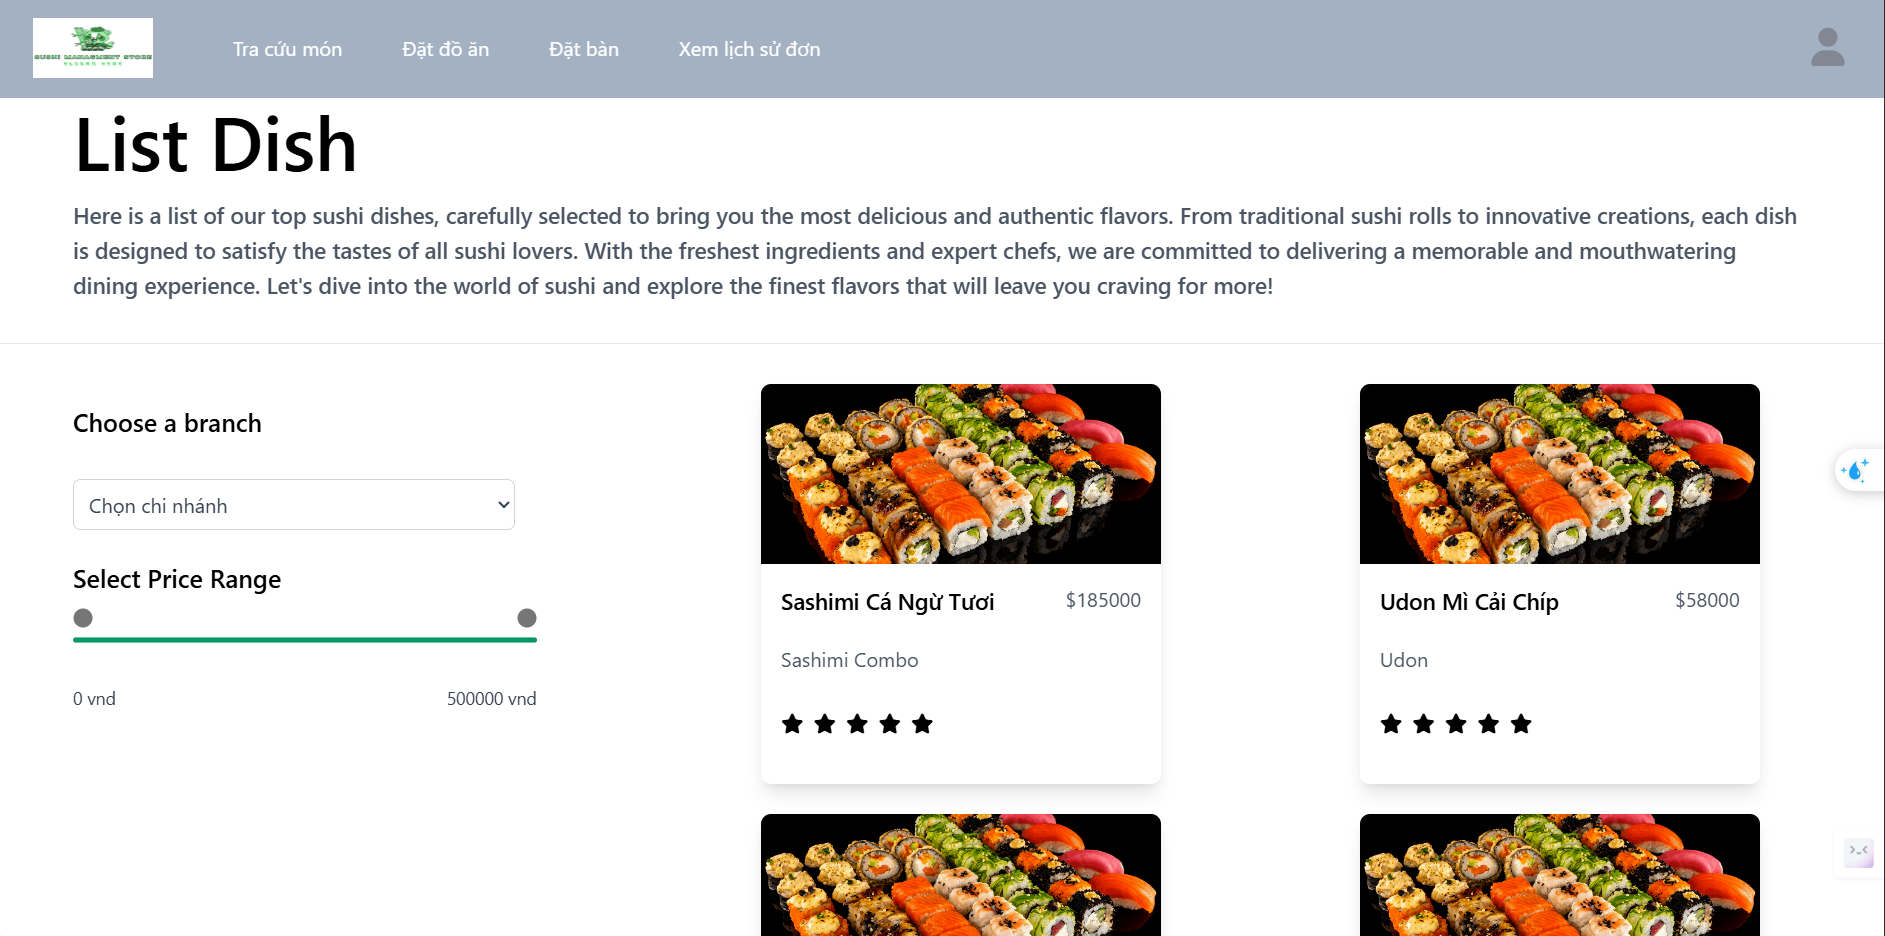 SUSHI MANAGMENT STORE
Tra cứu món
Đặt đồ ăn
Đặt bàn
Xem lịch sử đơn
List Dish
Here is a list of our top sushi dishes, carefully selected to bring you the most delicious and authentic flavors. From traditional sushi rolls to innovative creations, each dish
is designed to satisfy the tastes of all sushi lovers. With the freshest ingredients and expert chefs, we are committed to delivering a memorable and mouthwatering
dining experience. Let's dive into the world of sushi and explore the finest flavors that will leave you craving for more!
Choose a branch
Chọn chi nhánh
Select Price Range
0 vnd
500000 vnd
Sashimi Cá Ngừ Tươi
$185000
Sashimi Combo
Udon Mì Cải Chíp
$58000
Udon